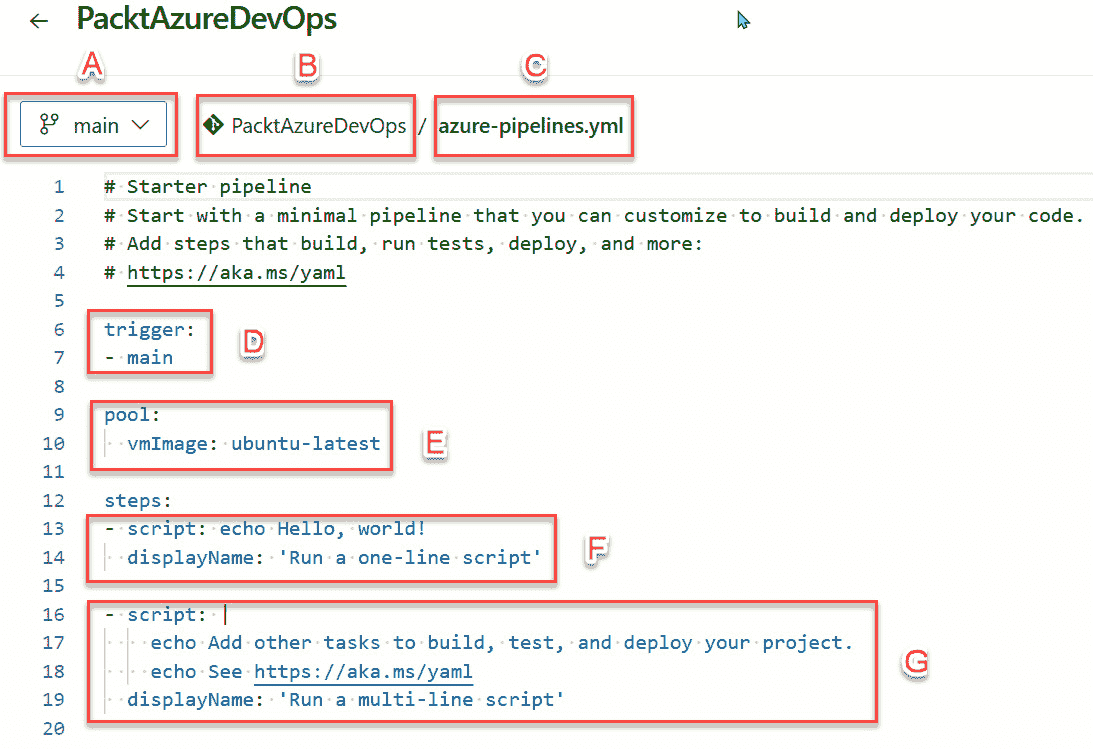 ← PacktAzureDevOps
A B C
main PacktAzureDevOps / azure-pipelines.yml
1 # Starter pipeline
2 # Start with a minimal pipeline that you can customize to build and deploy your code.
3 # Add steps that build, run tests, deploy, and more:
4 # https://aka.ms/yaml
5
6 trigger:
7 - main
D
8
9 pool:
10   vmImage: ubuntu-latest
E
11
12 steps:
13 - script: echo Hello, world!
14   displayName: 'Run a one-line script'
F
15
16 - script: |
17     echo Add other tasks to build, test, and deploy your project.
18     echo See https://aka.ms/yaml
19   displayName: 'Run a multi-line script'
G
20